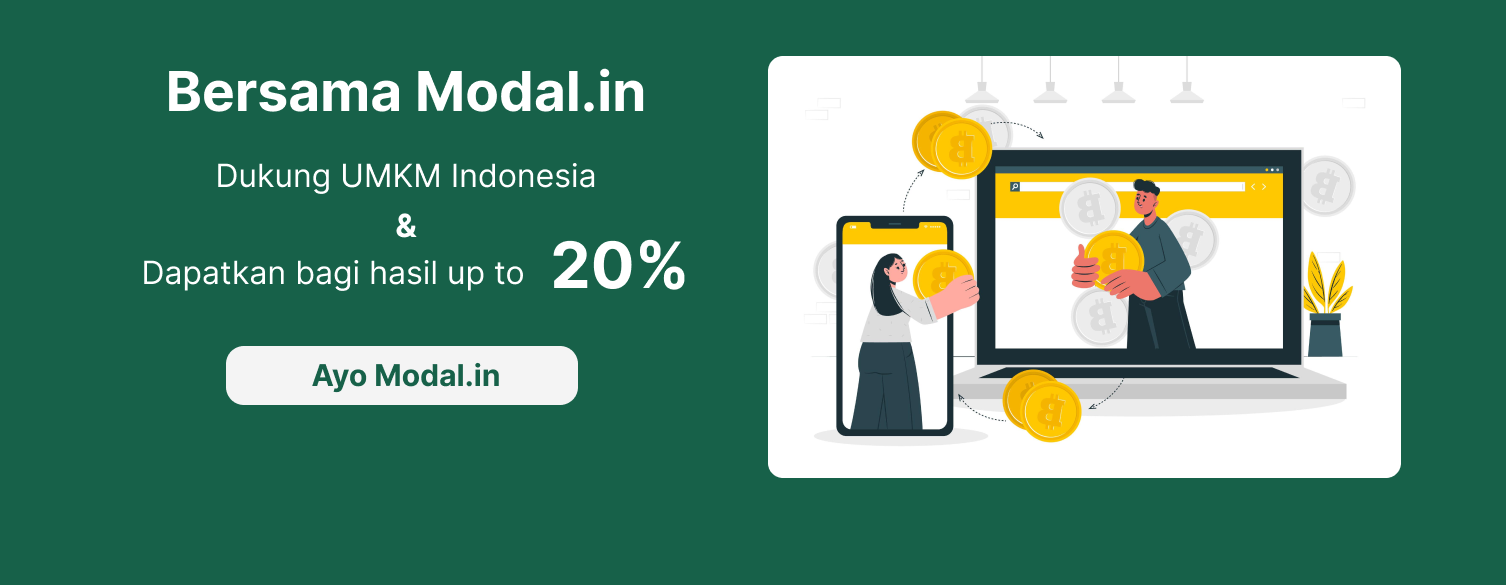 Bersama Modal.in
Dukung UMKM Indonesia
&
Dapatkan bagi hasil up to 20%
Ayo Modal.in